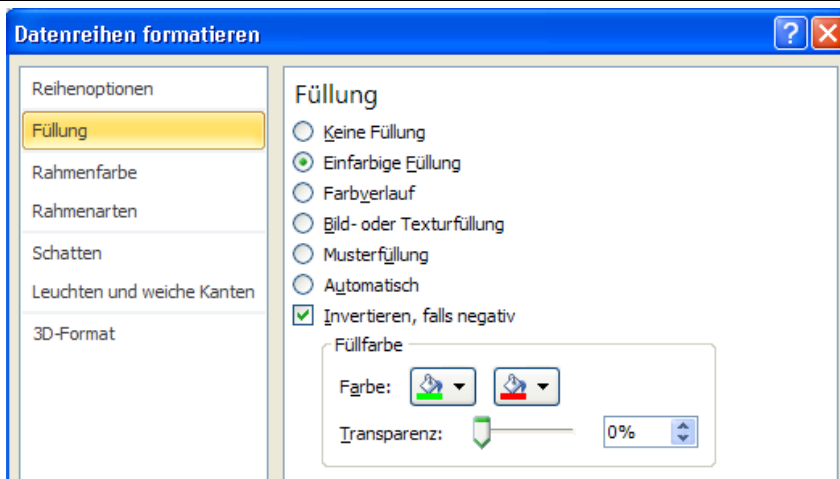 Datenreihen formatieren
Reihenoptionen
Füllung
Rahmenfarbe
Rahmenarten
Schatten
Leuchten und weiche Kanten
3D-Format
Füllung
Keine Füllung
Einfarbige Füllung
Farbverlauf
Bild- oder Texturfüllung
Musterfüllung
Automatisch
Invertieren, falls negativ
Füllfarbe
Farbe:
Transparenz: 0%